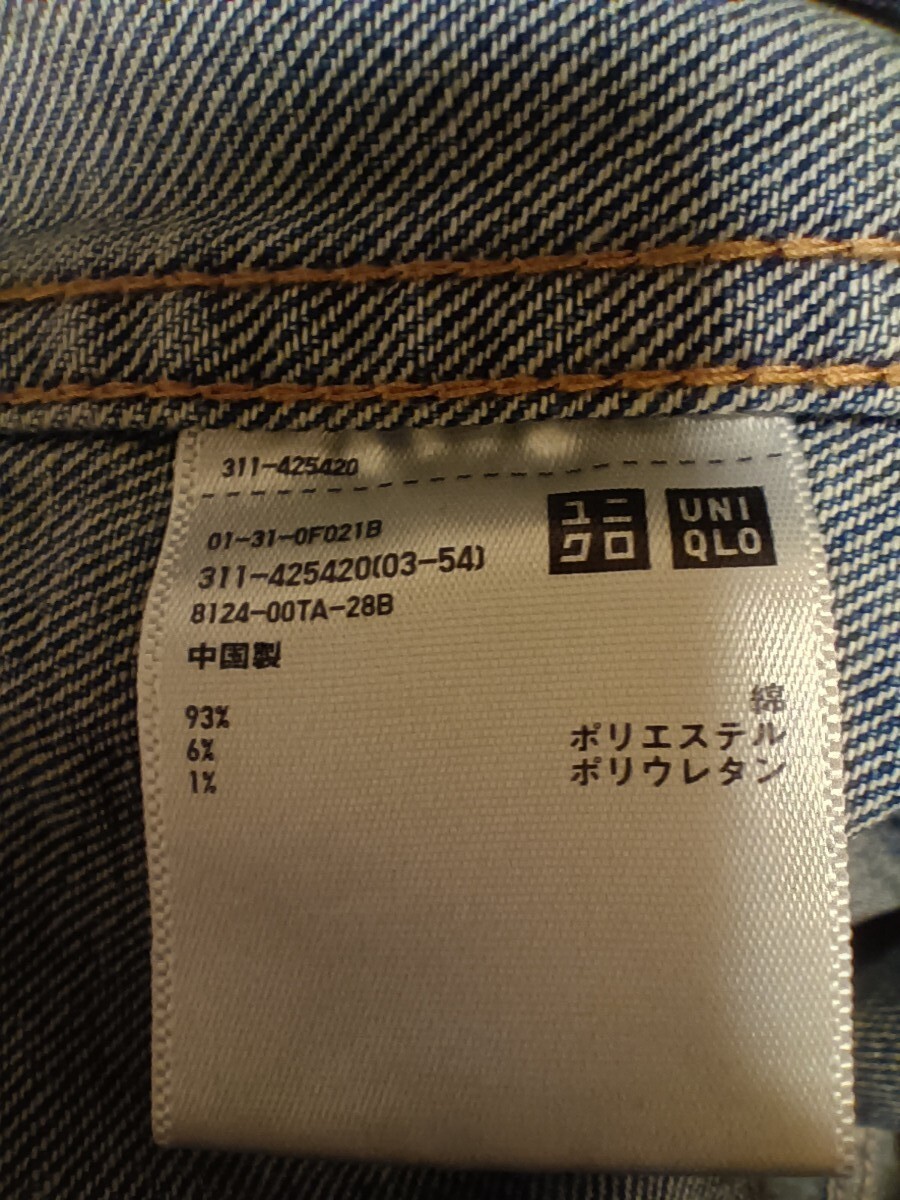 311-425420
01-31-0F021B
311-425420(03-54)
8124-00TA-28B
ユニ
クロ
UNI
QLO
中国製
93% 綿
6% ポリエステル
1% ポリウレタン